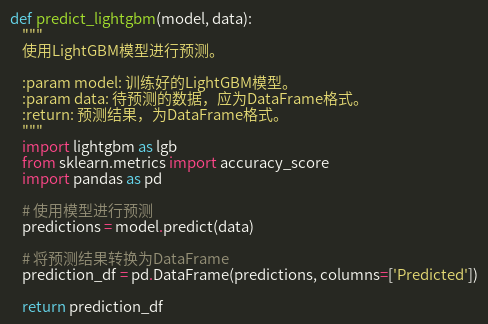 def predict_lightgbm(model, data):
    """
    使用LightGBM模型进行预测。

    :param model: 训练好的LightGBM模型。
    :param data: 待预测的数据，应为DataFrame格式。
    :return: 预测结果，为DataFrame格式。
    """
    import lightgbm as lgb
    from sklearn.metrics import accuracy_score
    import pandas as pd

    # 使用模型进行预测
    predictions = model.predict(data)

    # 将预测结果转换为DataFrame
    prediction_df = pd.DataFrame(predictions, columns=['Predicted'])

    return prediction_df